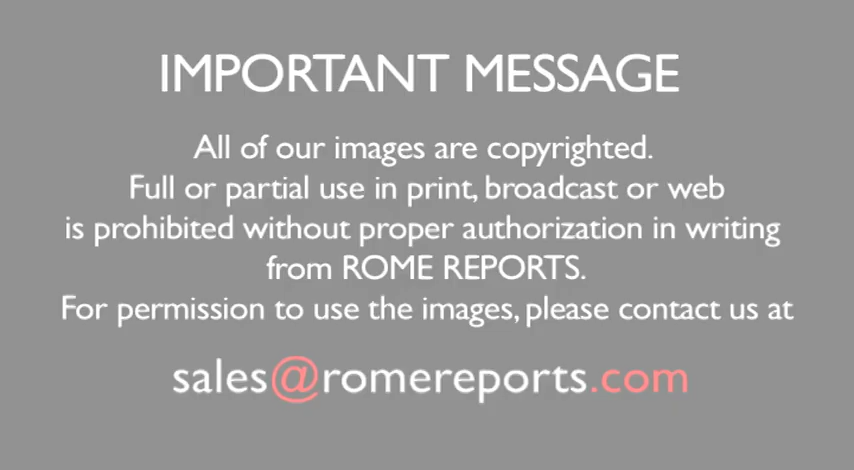 IMPORTANT MESSAGE
All of our images are copyrighted.
Full or partial use in print, broadcast or web
is prohibited without proper authorization in writing
from ROME REPORTS.
For permission to use the images, please contact us at
sales@romereports.com